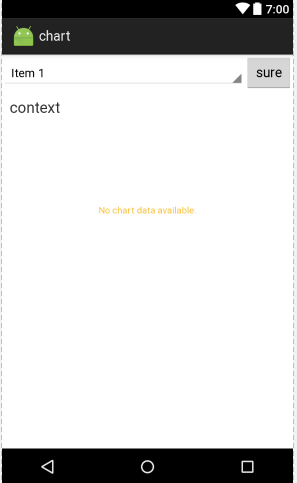 7:00
chart
Item 1
sure
context
No chart data available.